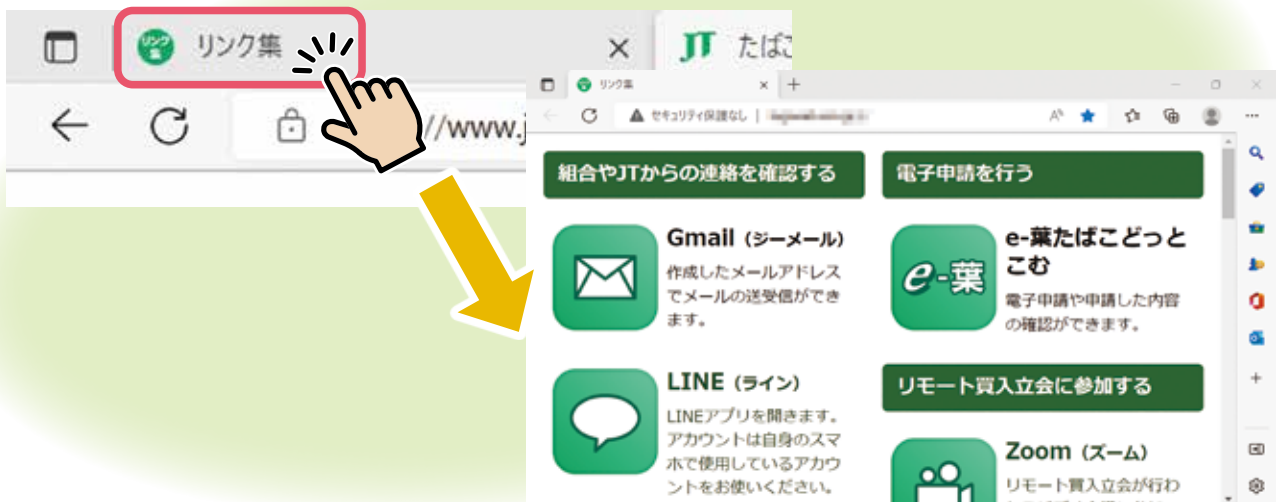 リンク
集
リンク集
JT たばこ
//www.j
リンク集
セキュリティ保護なし
組合やJTからの連絡を確認する
Gmail（ジーメール）
作成したメールアドレス
でメールの送受信ができ
ます。
LINE（ライン）
LINEアプリを開きます。
アカウントは自身のスマ
ホで使用しているアカウ
ントをお使いください。
電子申請を行う
e-葉
e-葉たばこどっと
こむ
電子申請や申請した内容
の確認ができます。
リモート買入立会に参加する
Zoom（ズーム）
リモート買入立会が行わ